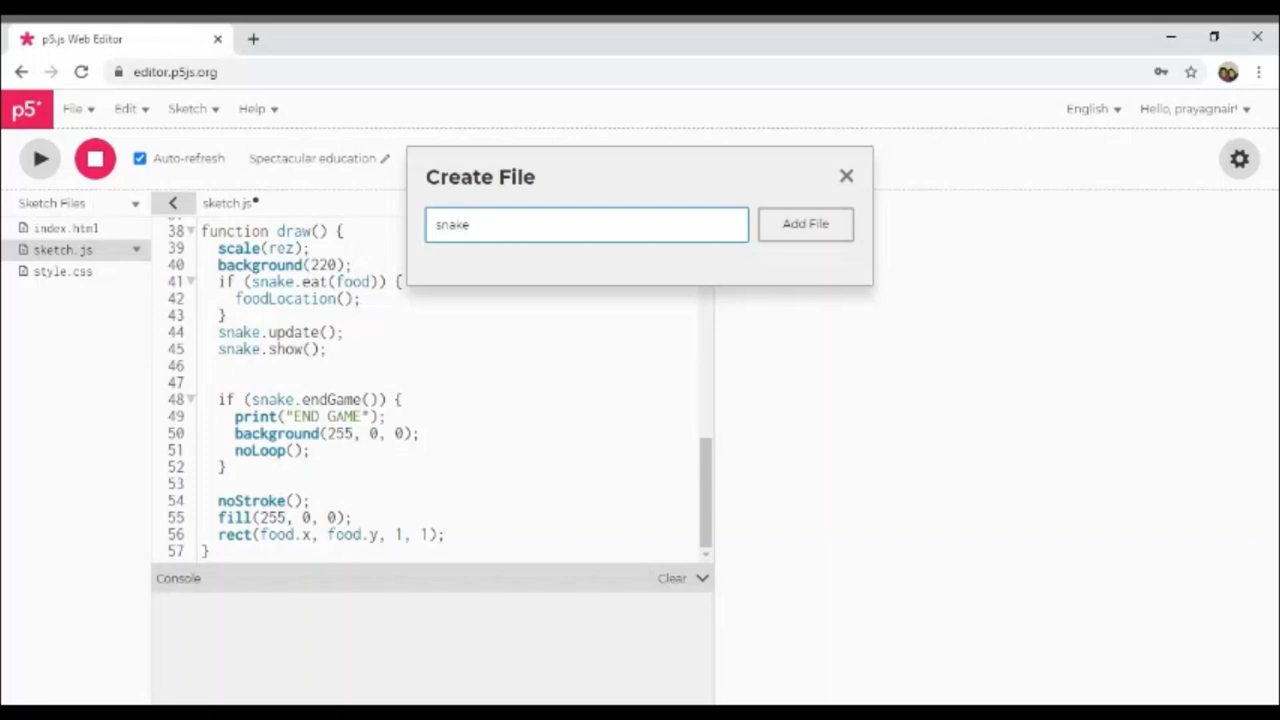 p5.js Web Editor
editor.p5js.org
p5* File Edit Sketch Help English Hello, prayagnair!
Auto-refresh Spectacular education
Create File
snake Add File
Sketch Files sketch.js
index.html
sketch.js
style.css
38 function draw() {
39 scale(rez);
40 background(220);
41 if (snake.eat(food)) {
42 foodLocation();
43 }
44 snake.update();
45 snake.show();
46
47
48 if (snake.endGame()) {
49 print("END GAME");
50 background(255, 0, 0);
51 noLoop();
52 }
53
54 noStroke();
55 fill(255, 0, 0);
56 rect(food.x, food.y, 1, 1);
57 }
Console Clear